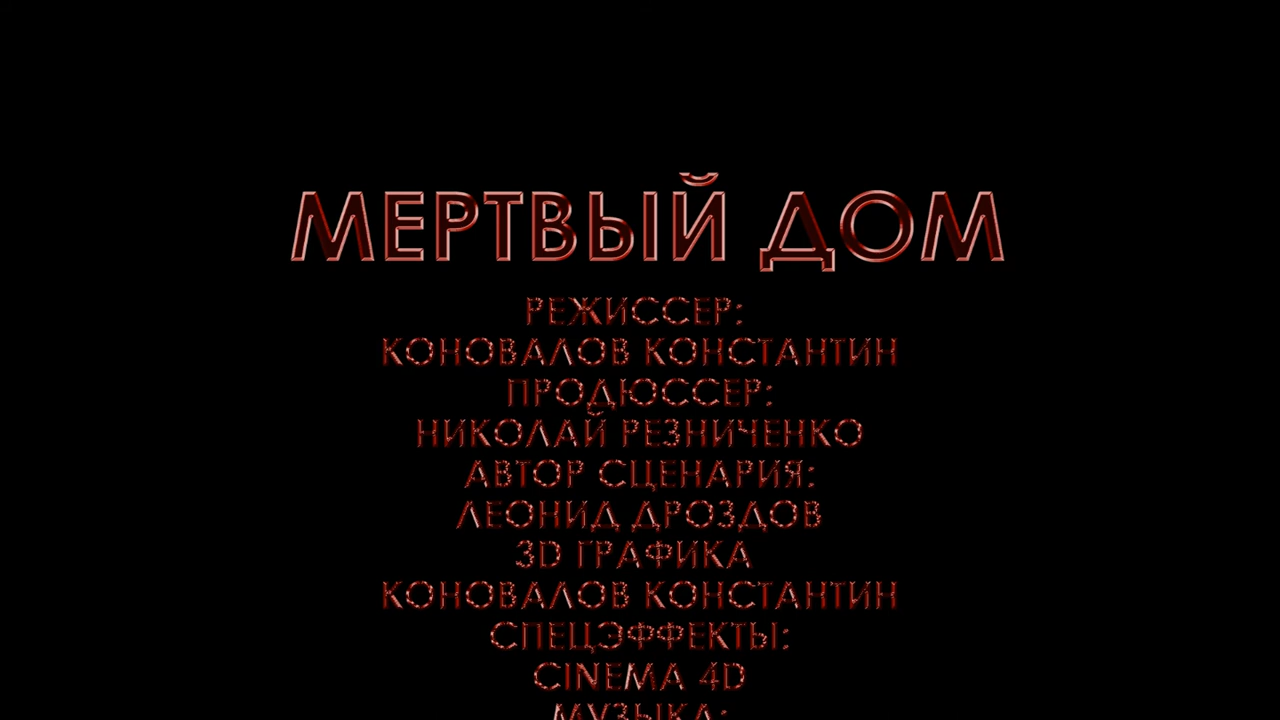 МЕРТВЫЙ ДОМ
РЕЖИССЕР:
КОНОВАЛОВ КОНСТАНТИН
ПРОДЮССЕР:
НИКОЛАЙ РЕЗНИЧЕНКО
АВТОР СЦЕНАРИЯ:
ЛЕОНИД ДРОЗДОВ
3D ГРАФИКА
КОНОВАЛОВ КОНСТАНТИН
СПЕЦЭФФЕКТЫ:
CINEMA 4D
МУЗЫКА: